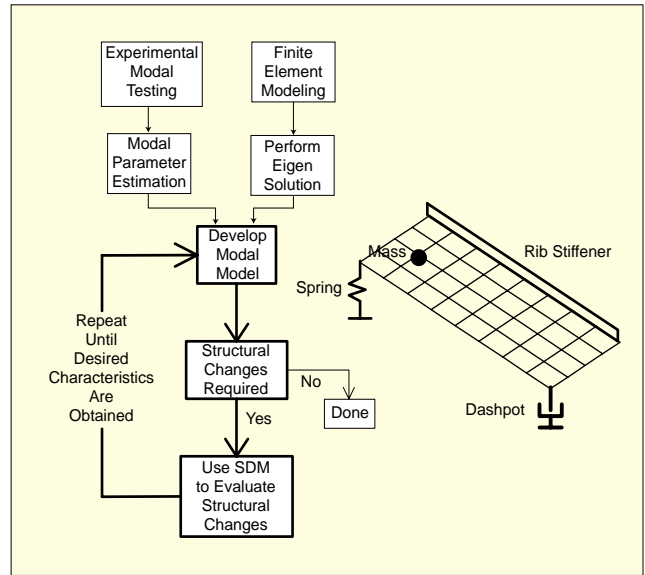 Experimental
Modal
Testing
Finite
Element
Modeling
Modal
Parameter
Estimation
Perform
Eigen
Solution
Develop
Modal
Model
Mass
Rib Stiffener
Spring
Repeat
Until
Desired
Characteristics
Are
Obtained
Structural
Changes
Required
No
Done
Dashpot
Yes
Use SDM
to Evaluate
Structural
Changes